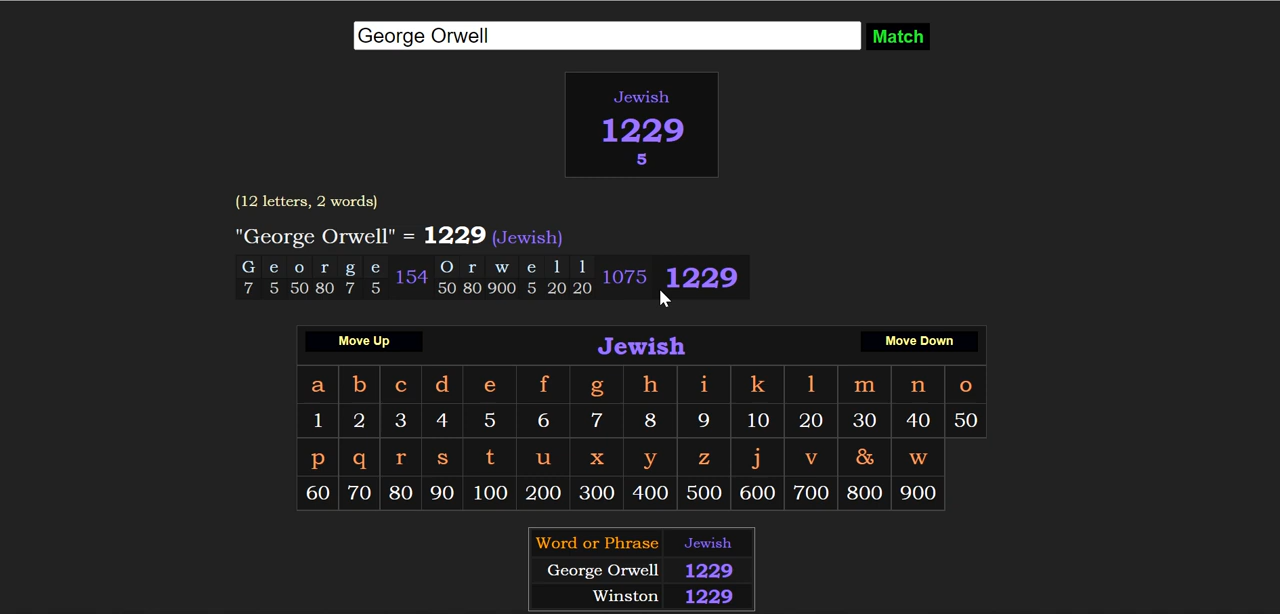 George Orwell Match
Jewish
1229
5
(12 letters, 2 words)
"George Orwell" = 1229 (Jewish)
G e o r g e 154 O r w e l l 1075 1229
7 5 50 80 7 5 50 80 900 5 20 20
Move Up Jewish Move Down
a b c d e f g h i k l m n o
1 2 3 4 5 6 7 8 9 10 20 30 40 50
p q r s t u x y z j v & w
60 70 80 90 100 200 300 400 500 600 700 800 900
Word or Phrase Jewish
George Orwell 1229
Winston 1229